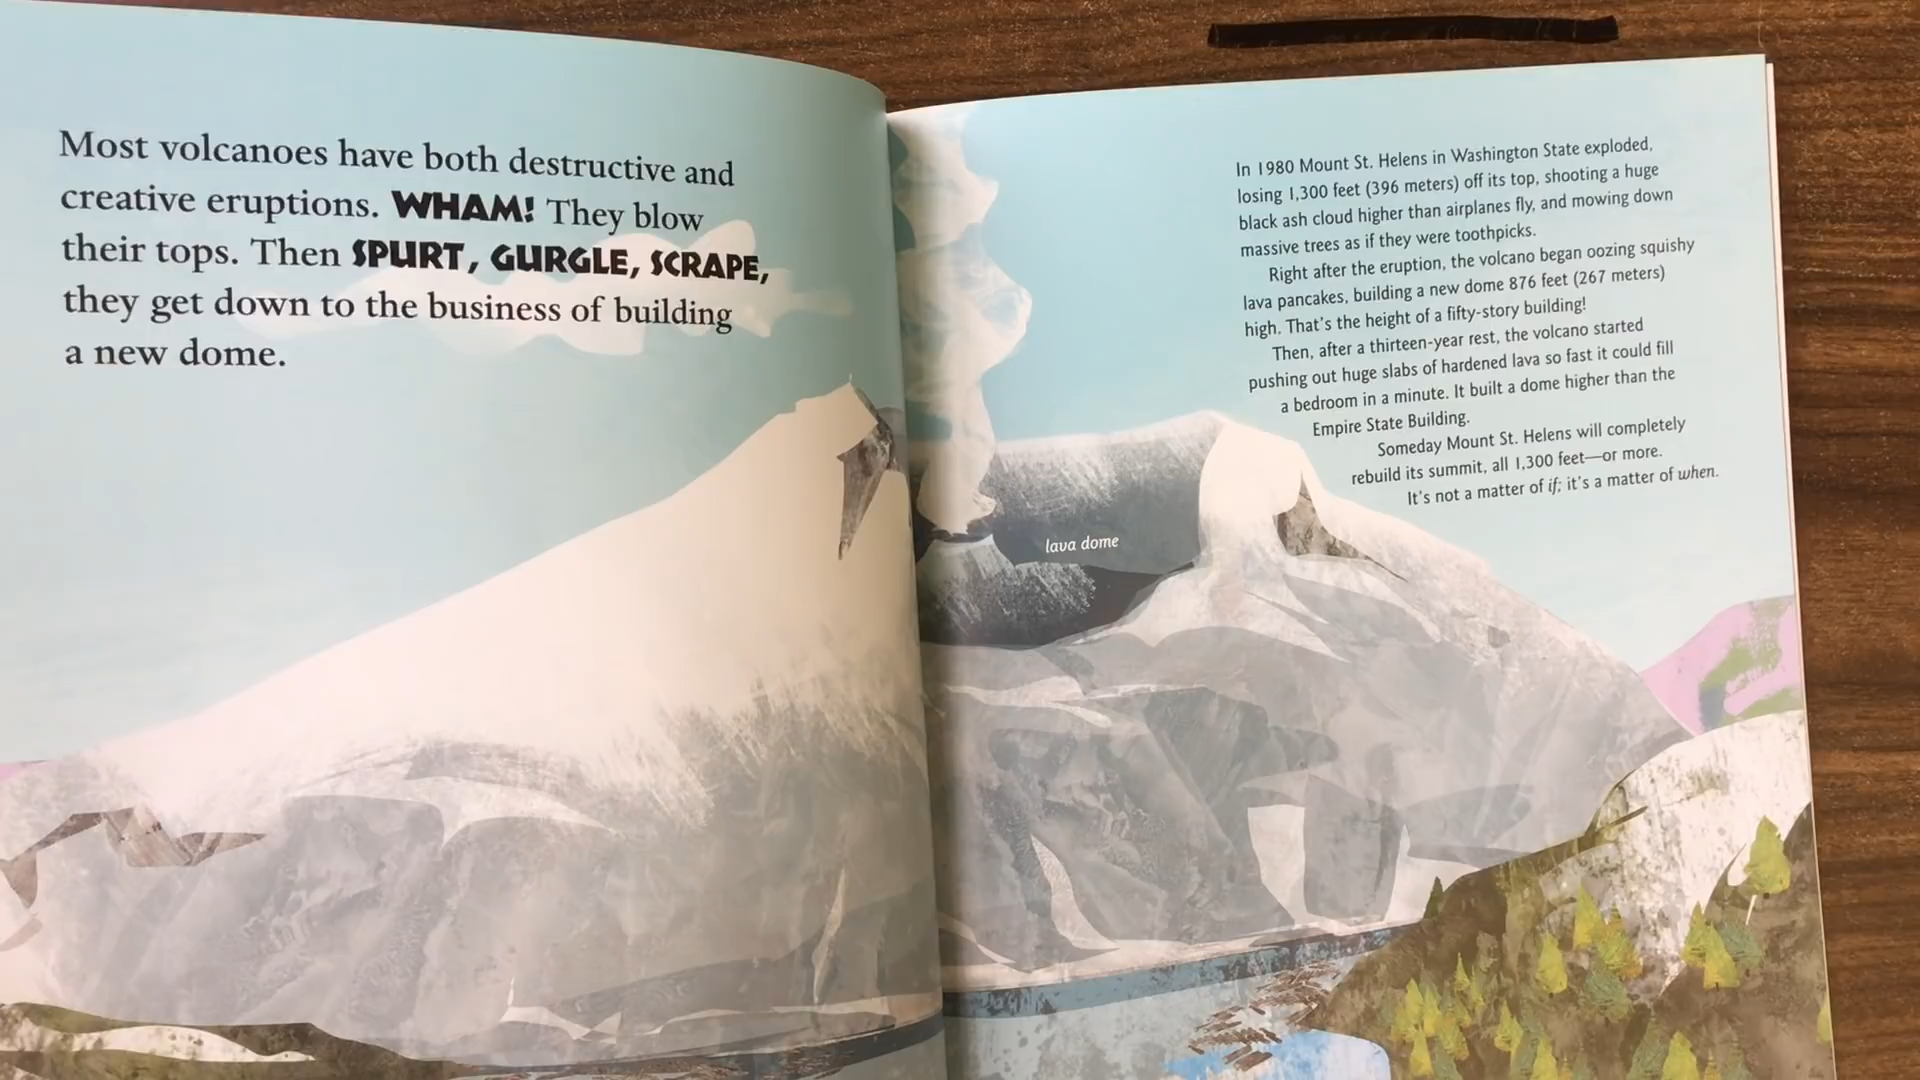 Most volcanoes have both destructive and
creative eruptions. WHAM! They blow
their tops. Then SPURT, GURGLE, SCRAPE,
they get down to the business of building
a new dome.
In 1980 Mount St. Helens in Washington State exploded,
losing 1,300 feet (396 meters) off its top, shooting a huge
black ash cloud higher than airplanes fly, and mowing down
massive trees as if they were toothpicks.
Right after the eruption, the volcano began oozing squishy
lava pancakes, building a new dome 876 feet (267 meters)
high. That's the height of a fifty-story building!
Then, after a thirteen-year rest, the volcano started
pushing out huge slabs of hardened lava so fast it could fill
a bedroom in a minute. It built a dome higher than the
Empire State Building.
Someday Mount St. Helens will completely
rebuild its summit, all 1,300 feet—or more.
It's not a matter of if; it's a matter of when.
lava dome